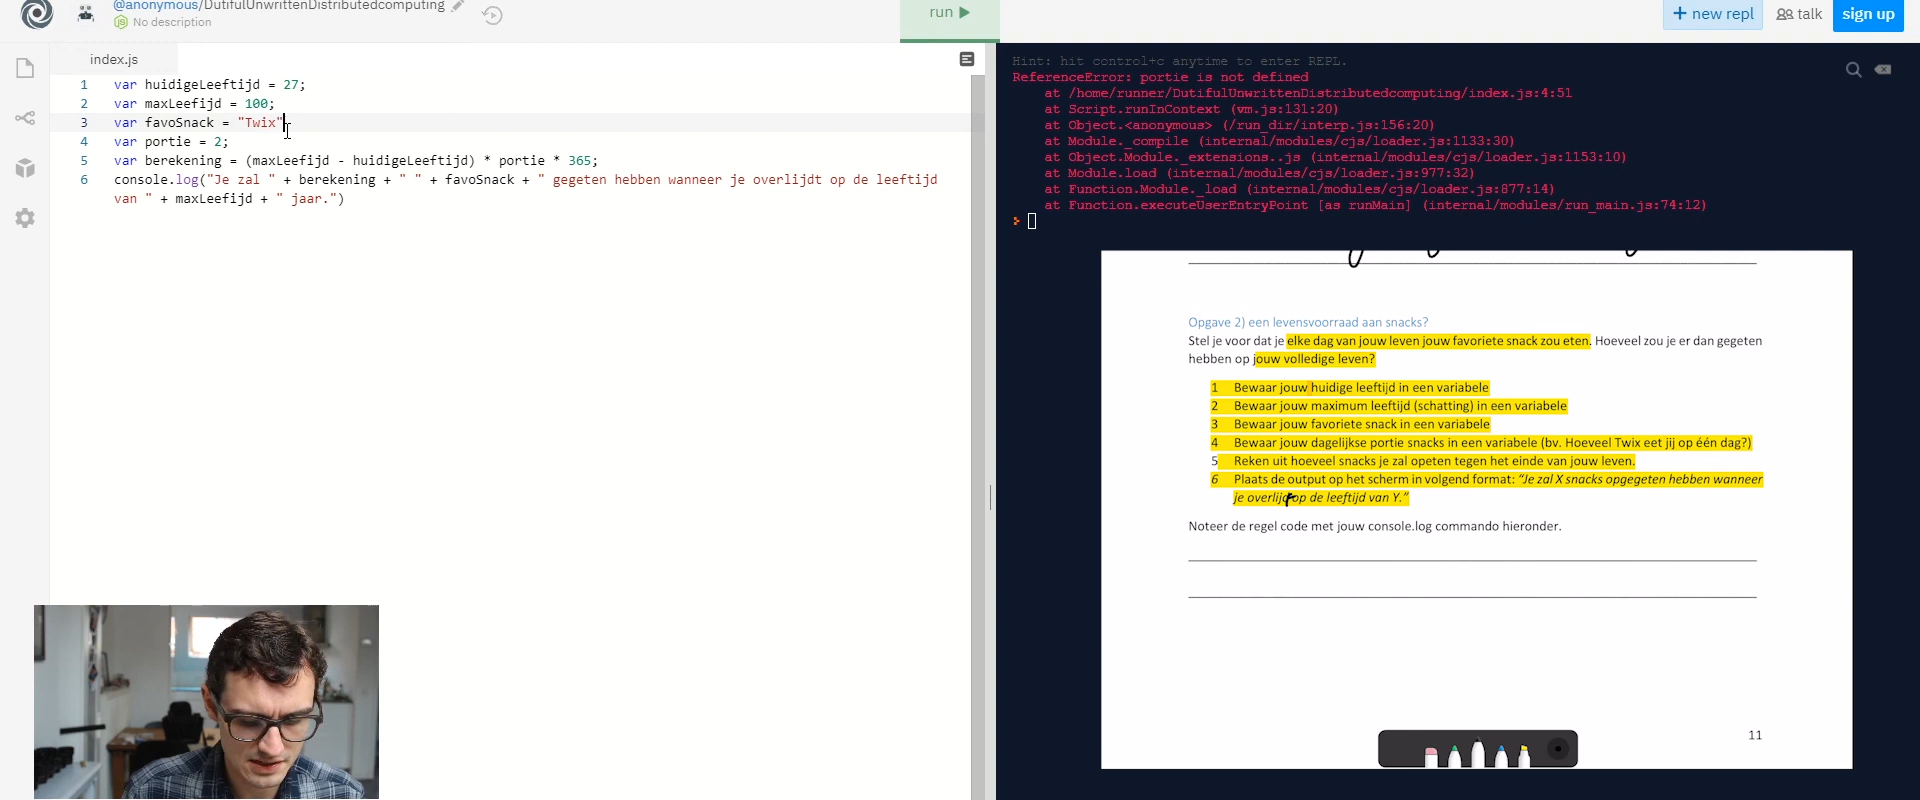 @anonymous/DutifulUnwrittenDistributedcomputing
No description
run
+ new repl
talk
sign up
index.js
1 var huidigeLeeftijd = 27;
2 var maxLeefijd = 100;
3 var favoSnack = "Twix"
4 var portie = 2;
5 var berekening = (maxLeefijd - huidigeLeeftijd) * portie * 365;
6 console.log("Je zal " + berekening + " " + favoSnack + " gegeten hebben wanneer je overlijdt op de leeftijd
van " + maxLeefijd + " jaar.")
Hint: hit control+c anytime to enter REPL.
ReferenceError: portie is not defined
at /home/runner/DutifulUnwrittenDistributedcomputing/index.js:4:51
at Script.runInContext (vm.js:131:20)
at Object.<anonymous> (/run_dir/interp.js:156:20)
at Module._compile (internal/modules/cjs/loader.js:1133:30)
at Object.Module._extensions..js (internal/modules/cjs/loader.js:1153:10)
at Module.load (internal/modules/cjs/loader.js:977:32)
at Function.Module._load (internal/modules/cjs/loader.js:877:14)
at Function.executeUserEntryPoint [as runMain] (internal/modules/run_main.js:74:12)
Opgave 2) een levensvoorraad aan snacks?
Stel je voor dat je elke dag van jouw leven jouw favoriete snack zou eten. Hoeveel zou je er dan gegeten
hebben op jouw volledige leven?
1 Bewaar jouw huidige leeftijd in een variabele
2 Bewaar jouw maximum leeftijd (schatting) in een variabele
3 Bewaar jouw favoriete snack in een variabele
4 Bewaar jouw dagelijkse portie snacks in een variabele (bv. Hoeveel Twix eet jij op één dag?)
5 Reken uit hoeveel snacks je zal opeten tegen het einde van jouw leven.
6 Plaats de output op het scherm in volgend format: “Je zal X snacks opgegeten hebben wanneer
je overlijdt op de leeftijd van Y.”
Noteer de regel code met jouw console.log commando hieronder.
11